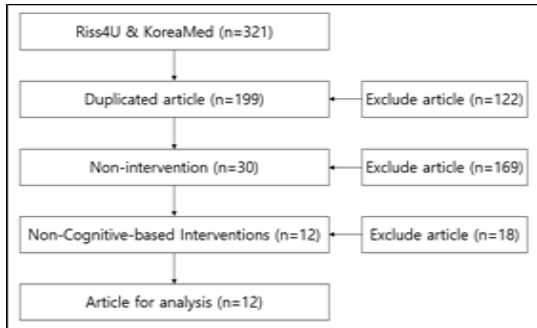 Riss4U & KoreaMed (n=321)
Duplicated article (n=199)
Exclude article (n=122)
Non-intervention (n=30)
Exclude article (n=169)
Non-Cognitive-based Interventions (n=12)
Exclude article (n=18)
Article for analysis (n=12)